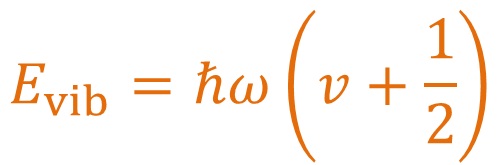 E_vib = ℏω(v + 1/2)